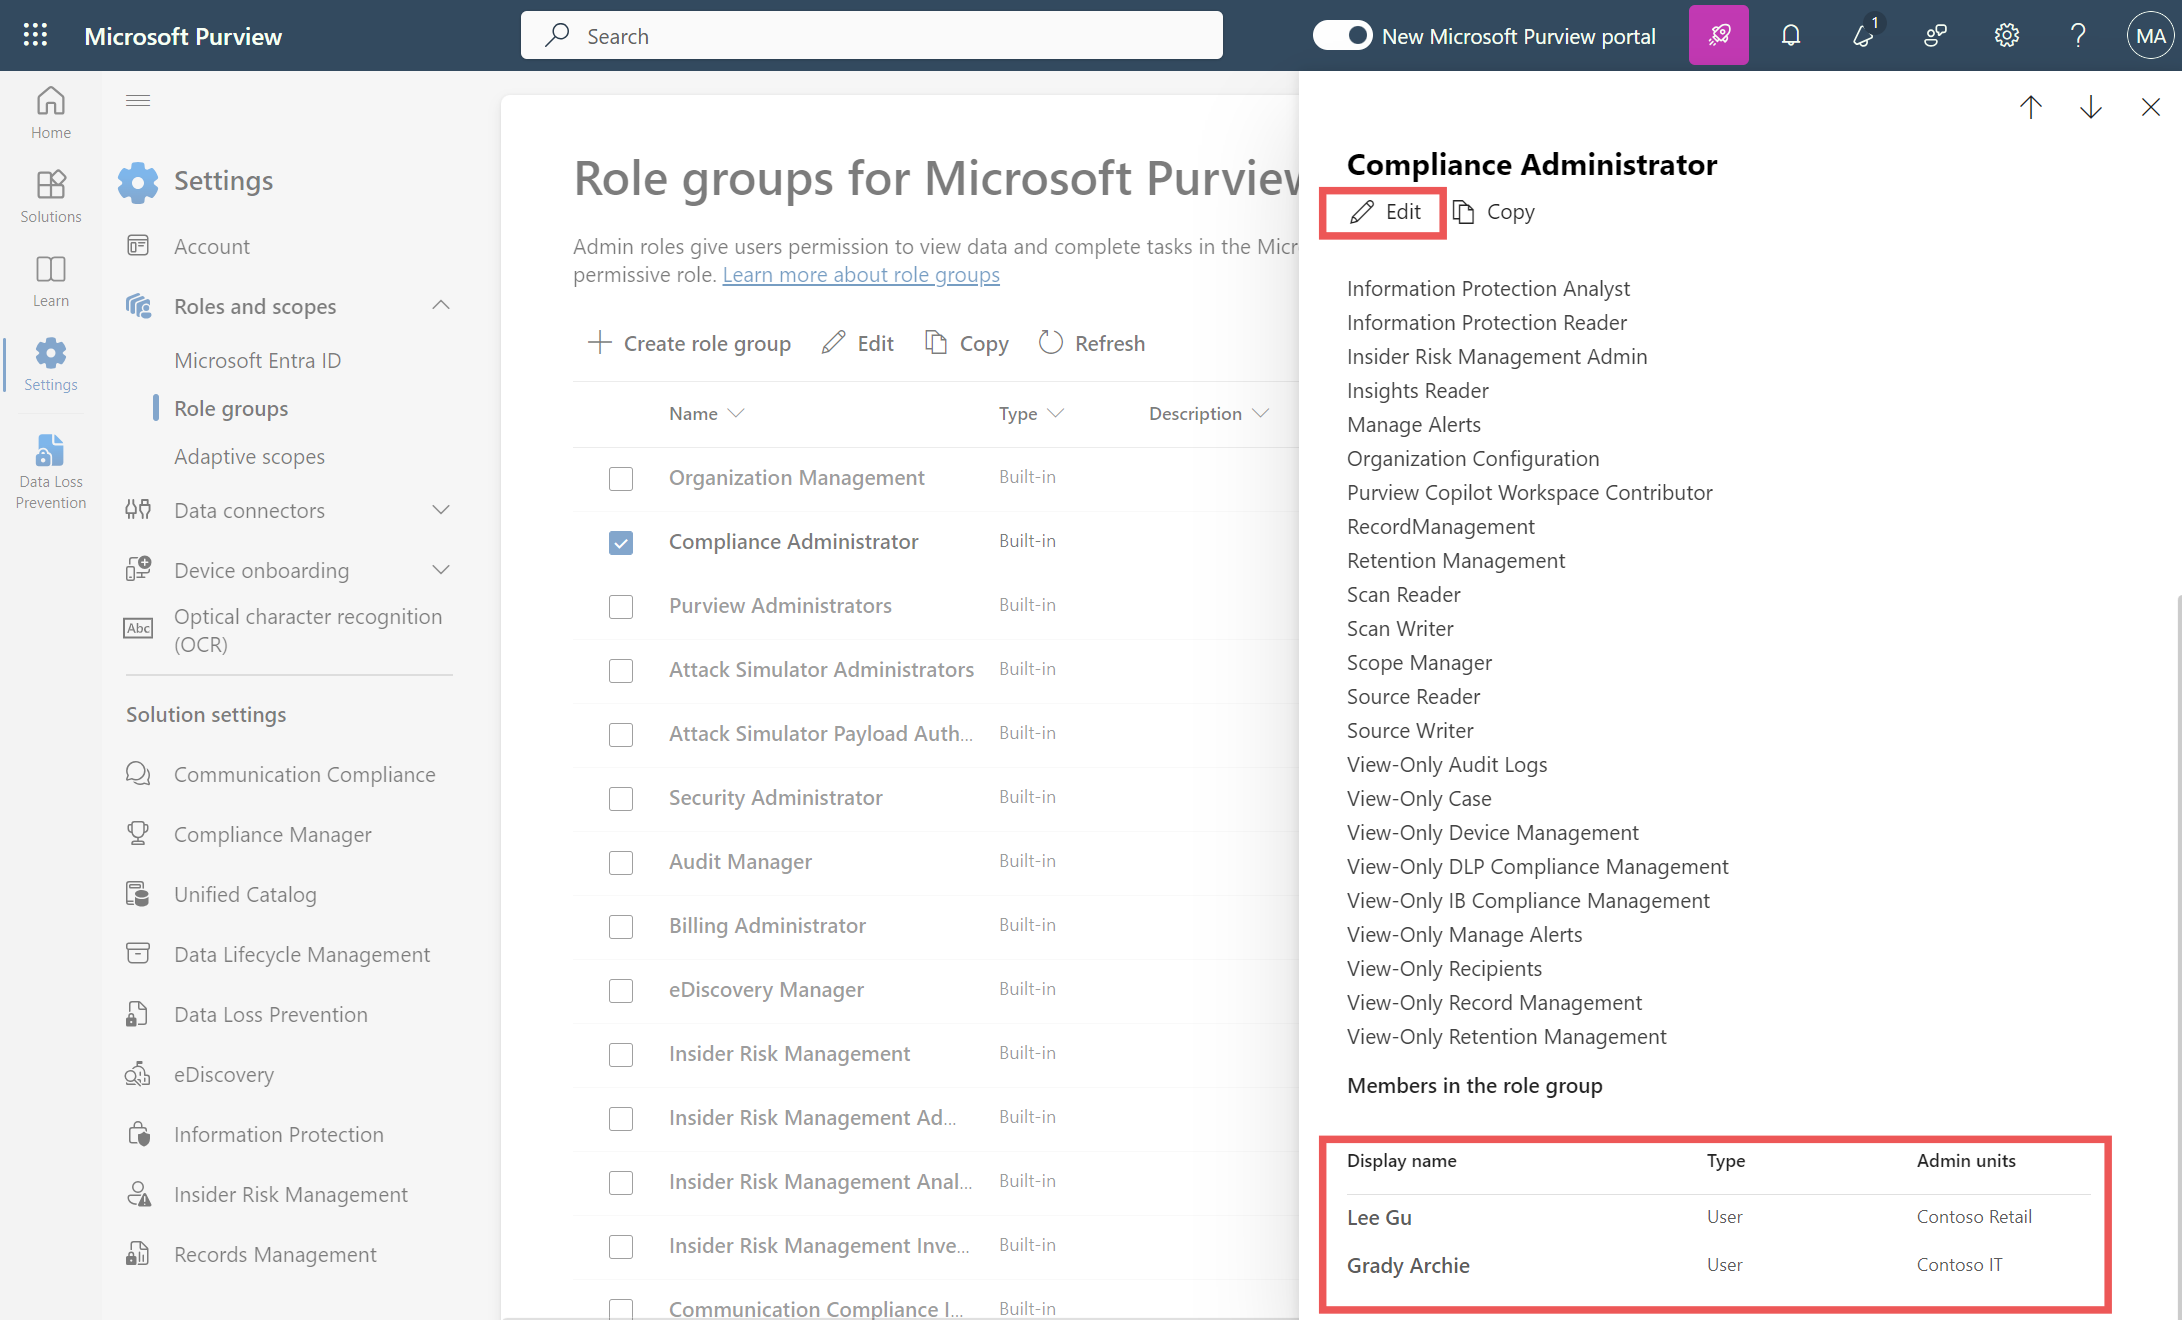 Microsoft Purview
Search
New Microsoft Purview portal
1
MA
Home
Solutions
Learn
Settings
Data Loss
Prevention
Settings
Account
Roles and scopes
Microsoft Entra ID
Role groups
Adaptive scopes
Data connectors
Device onboarding
Abc
Optical character recognition
(OCR)
Solution settings
Communication Compliance
Compliance Manager
Unified Catalog
Data Lifecycle Management
Data Loss Prevention
eDiscovery
Information Protection
Insider Risk Management
Records Management
Role groups for Microsoft Purview
Admin roles give users permission to view data and complete tasks in the Micr
permissive role. Learn more about role groups
Create role group Edit Copy Refresh
Name Type Description
Organization Management Built-in
Compliance Administrator Built-in
Purview Administrators Built-in
Attack Simulator Administrators Built-in
Attack Simulator Payload Auth... Built-in
Security Administrator Built-in
Audit Manager Built-in
Billing Administrator Built-in
eDiscovery Manager Built-in
Insider Risk Management Built-in
Insider Risk Management Ad... Built-in
Insider Risk Management Anal... Built-in
Insider Risk Management Inve... Built-in
Communication Compliance I... Built-in
Compliance Administrator
Edit Copy
Information Protection Analyst
Information Protection Reader
Insider Risk Management Admin
Insights Reader
Manage Alerts
Organization Configuration
Purview Copilot Workspace Contributor
RecordManagement
Retention Management
Scan Reader
Scan Writer
Scope Manager
Source Reader
Source Writer
View-Only Audit Logs
View-Only Case
View-Only Device Management
View-Only DLP Compliance Management
View-Only IB Compliance Management
View-Only Manage Alerts
View-Only Recipients
View-Only Record Management
View-Only Retention Management
Members in the role group
Display name Type Admin units
Lee Gu User Contoso Retail
Grady Archie User Contoso IT